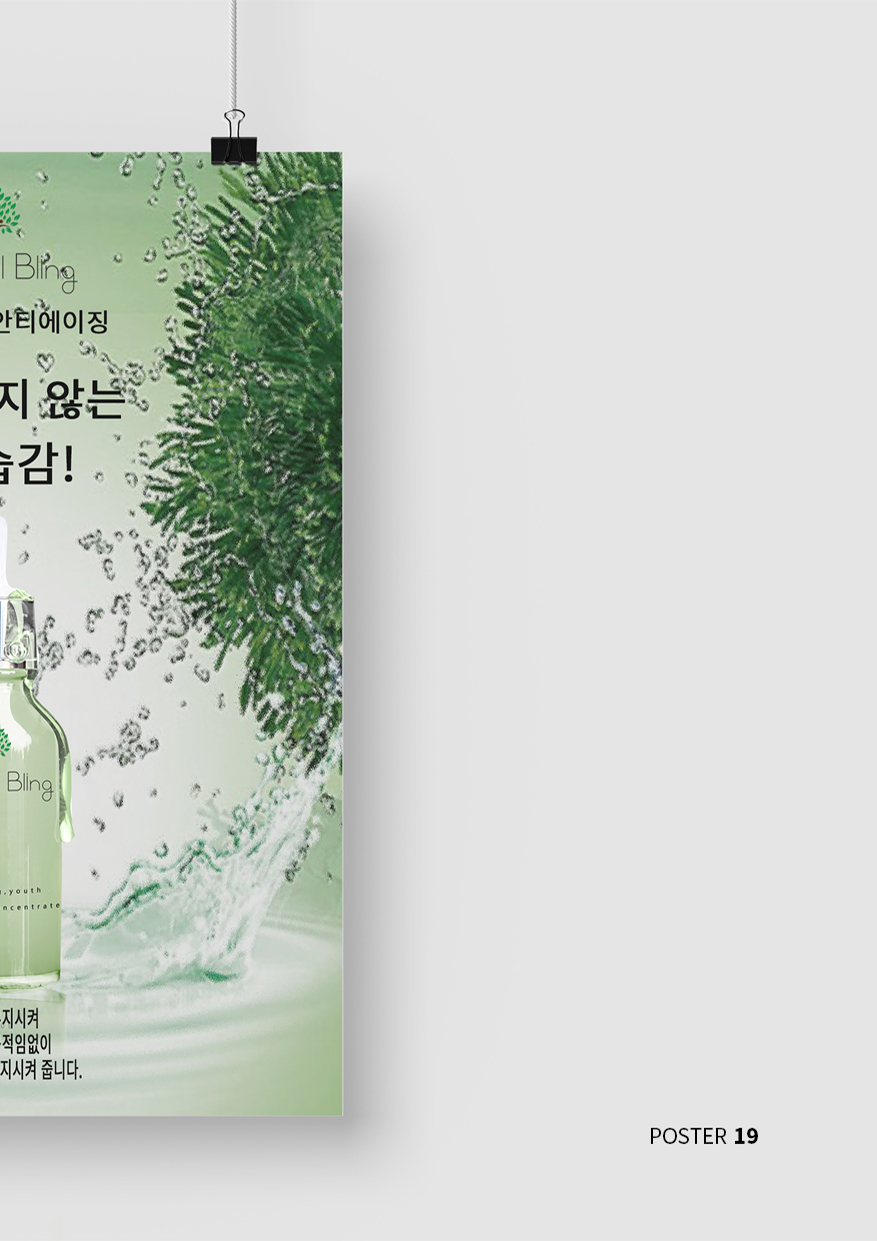 l Bling
안티에이징
지 않는
습감!
Bling
,youth
ncentrate
지시켜
적임없이
지시켜 줍니다.
POSTER 19